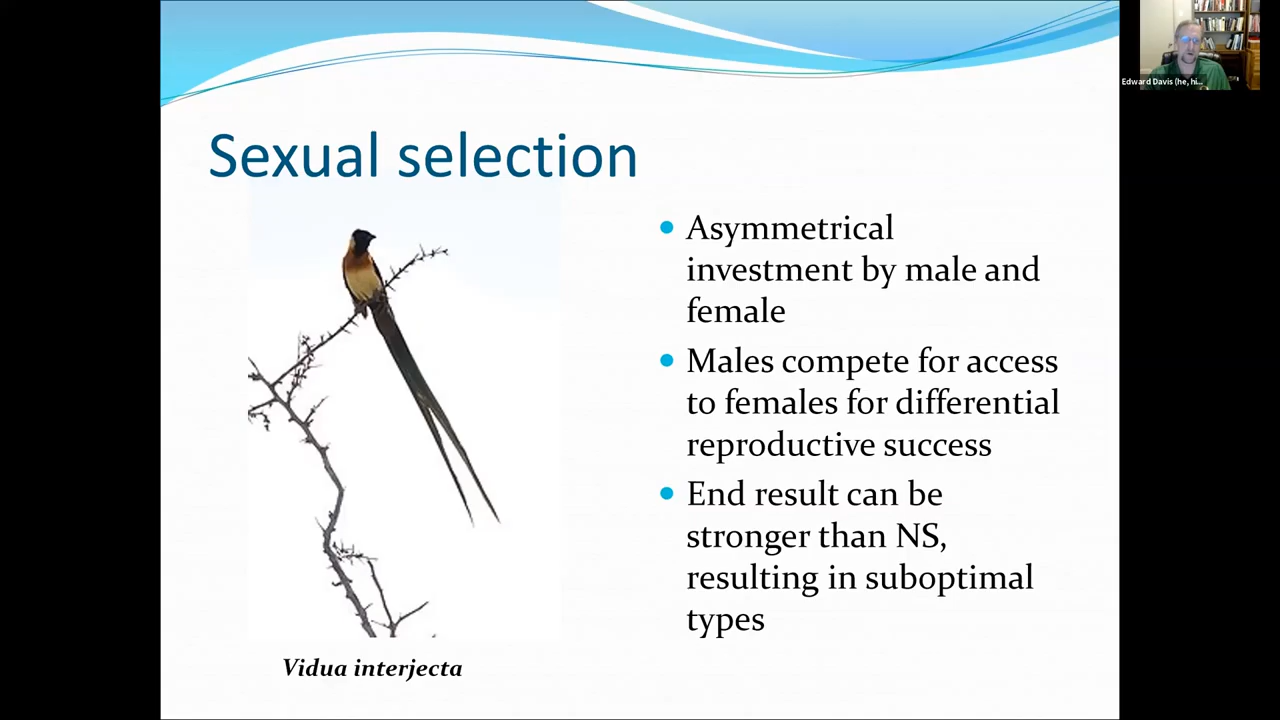 Edward Davis (he, hi...
Sexual selection
Asymmetrical
investment by male and
female
Males compete for access
to females for differential
reproductive success
End result can be
stronger than NS,
resulting in suboptimal
types
Vidua interjecta